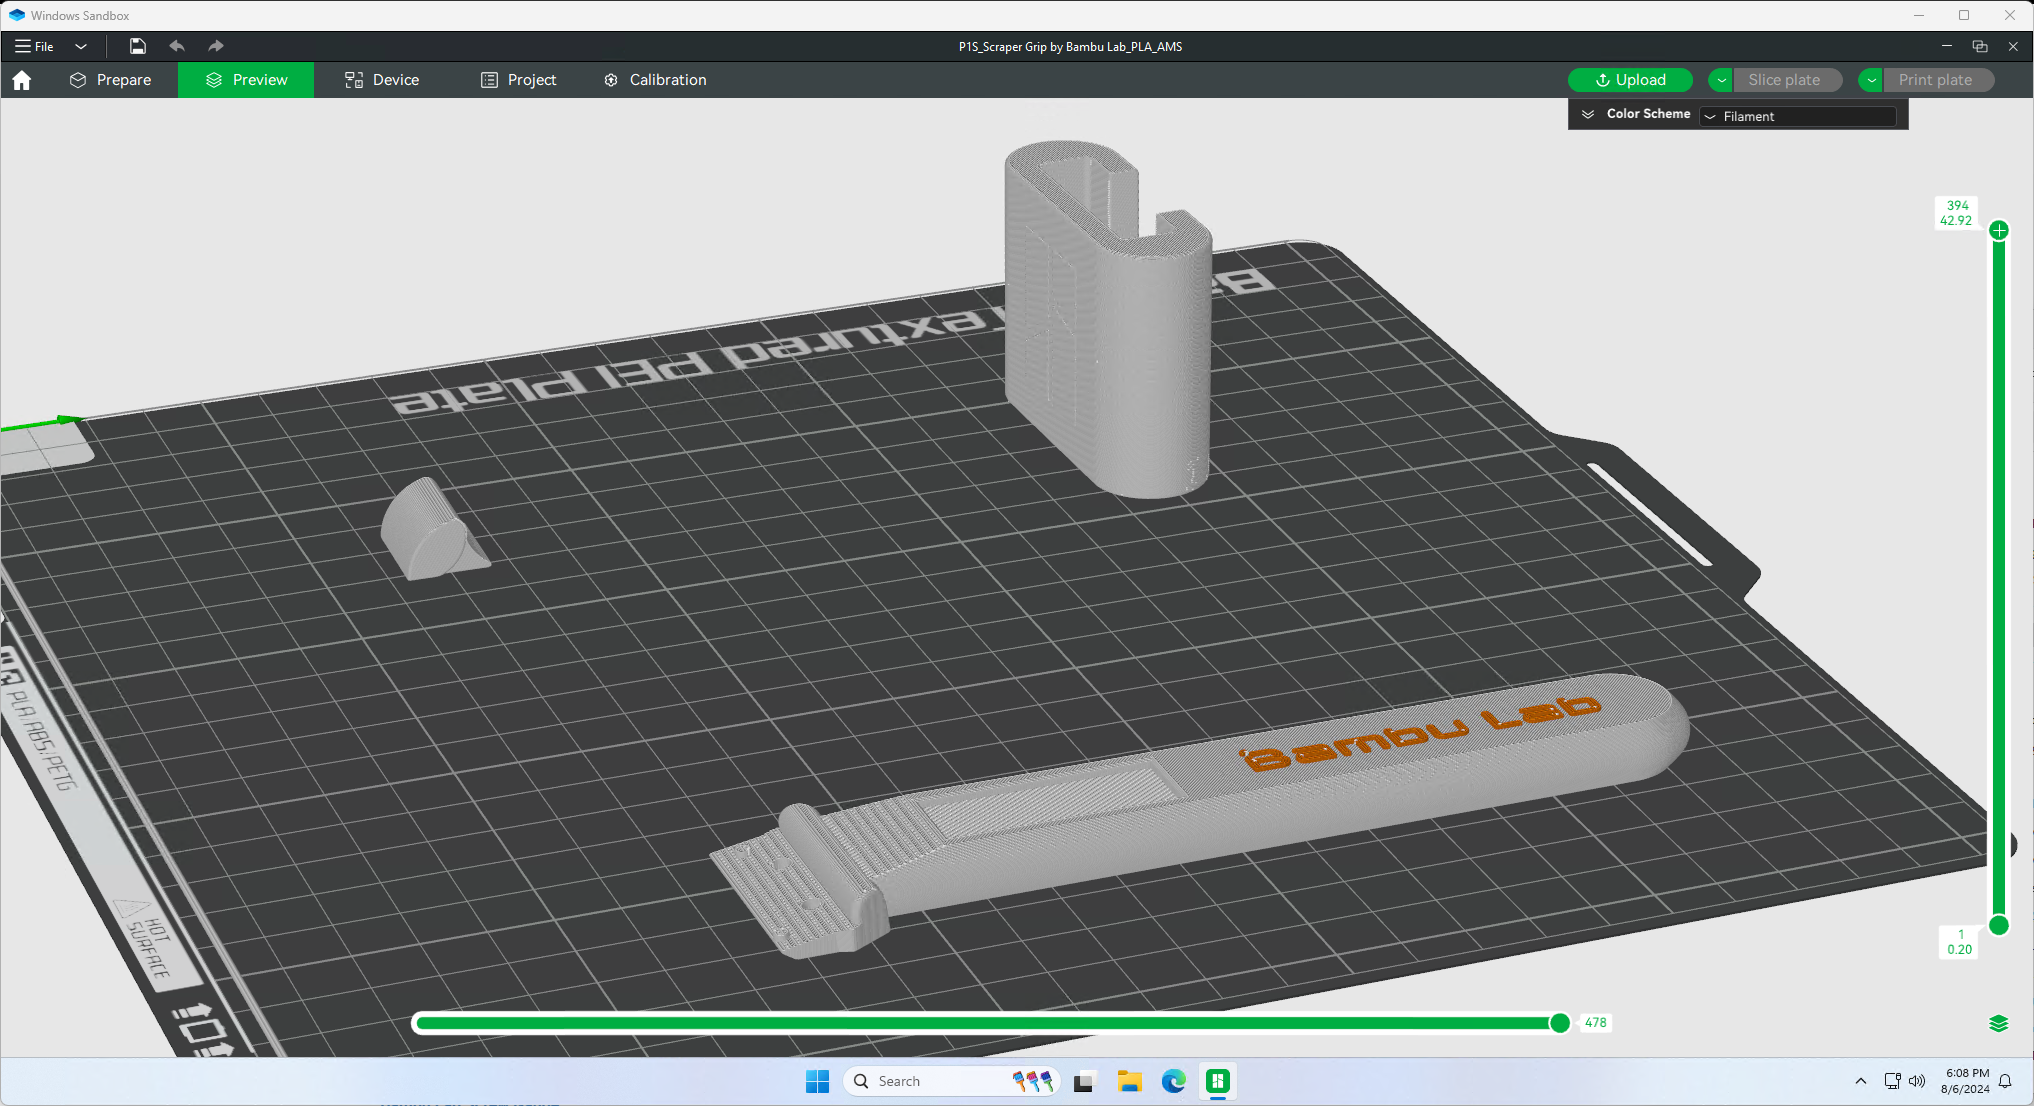 Windows Sandbox
File
P1S_Scraper Grip by Bambu Lab_PLA_AMS
Prepare
Preview
Device
Project
Calibration
Upload
Slice plate
Print plate
Color Scheme
Filament
394
42.92
Textured PEI Plate
PLA/ABS/PETG
HOT
SURFACE
Bambu Lab
1
0.20
478
Search
6:08 PM
8/6/2024